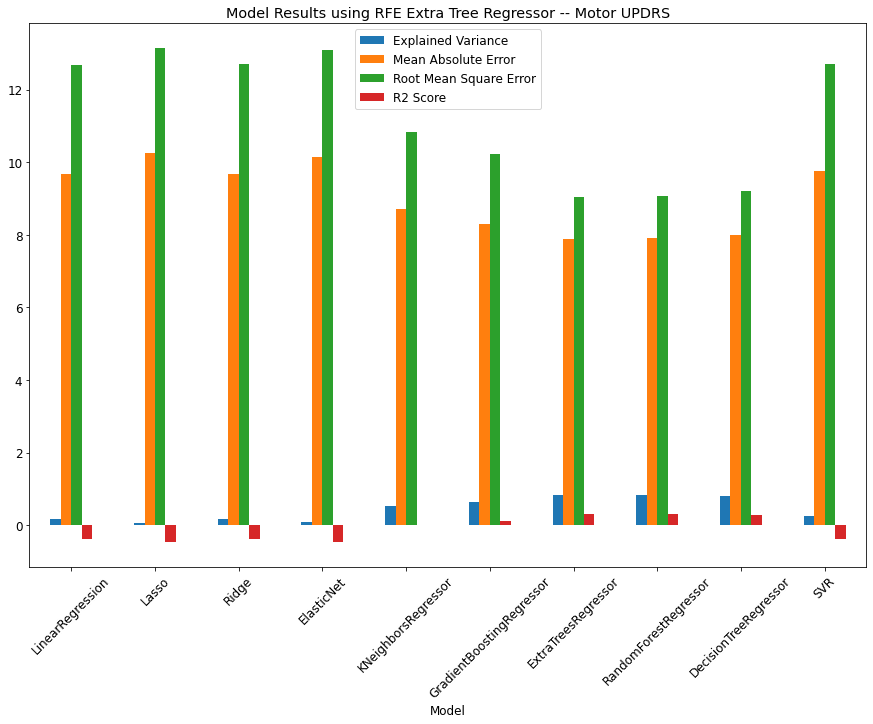 Model Results using RFE Extra Tree Regressor -- Motor UPDRS
Explained Variance
Mean Absolute Error
Root Mean Square Error
R2 Score
12
10
8
6
4
2
0
LinearRegression
Lasso
Ridge
ElasticNet
KNeighborsRegressor
GradientBoostingRegressor
ExtraTreesRegressor
RandomForestRegressor
DecisionTreeRegressor
SVR
Model